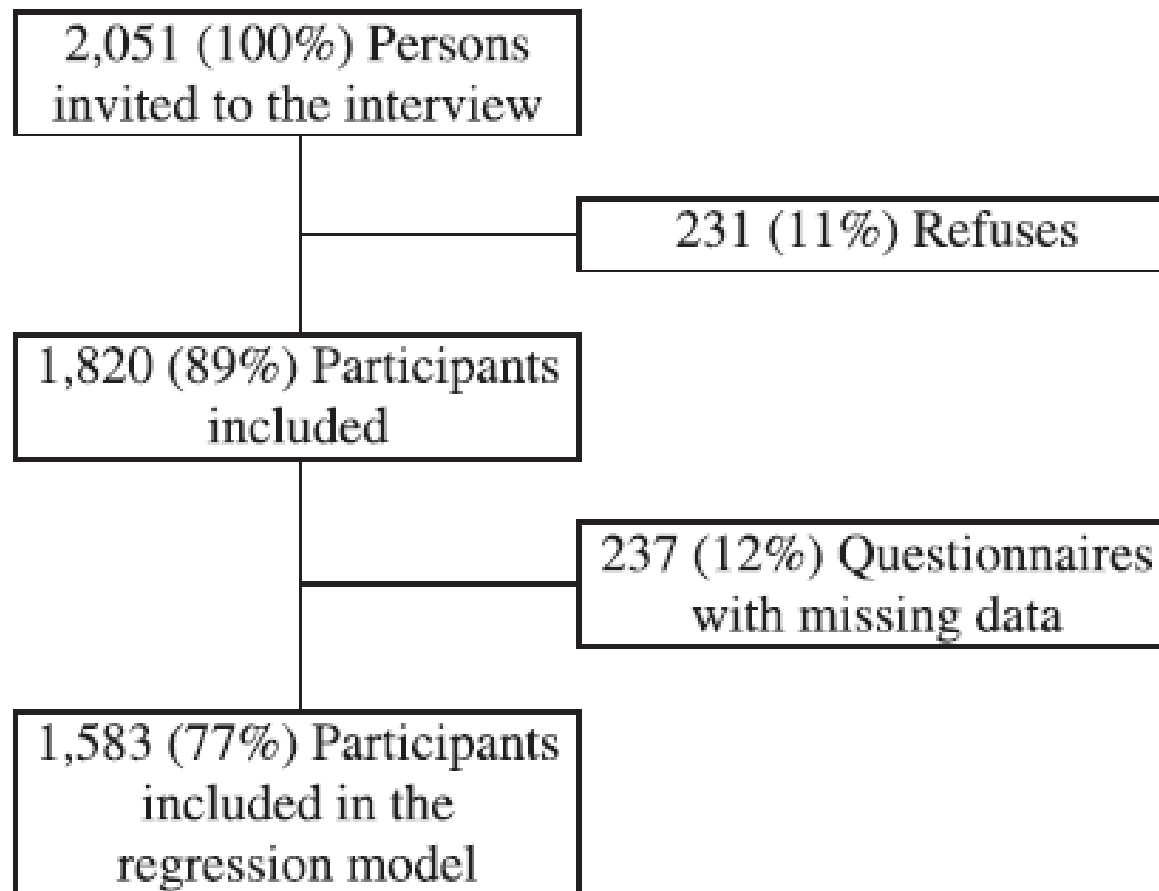 2,051 (100%) Persons
invited to the interview
231 (11%) Refuses
1,820 (89%) Participants
included
237 (12%) Questionnaires
with missing data
1,583 (77%) Participants
included in the
regression model